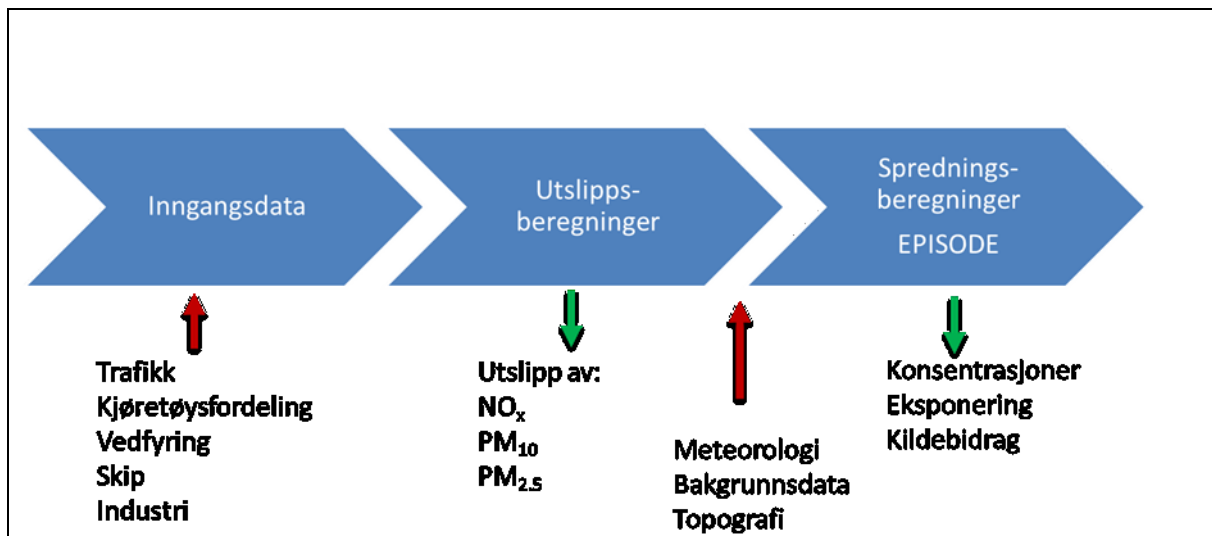 Inngangsdata
Utslipps-
beregninger
Sprednings-
beregninger
EPISODE
Trafikk
Kjøretøysfordeling
Vedfyring
Skip
Industri
Utslipp av:
NOx
PM10
PM2.5
Meteorologi
Bakgrunnsdata
Topografi
Konsentrasjoner
Eksponering
Kildebidrag